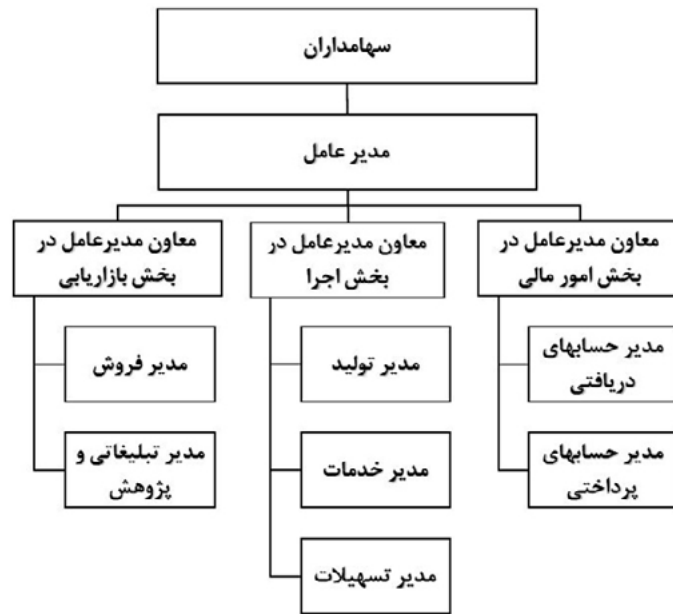 سهامداران
مدیر عامل
معاون مدیرعامل در
بخش امور مالی
معاون مدیرعامل در
بخش اجرا
معاون مدیرعامل در
بخش بازاریابی
مدیر حسابهای
دریافتی
مدیر تولید
مدیر فروش
مدیر حسابهای
پرداختی
مدیر خدمات
مدیر تبلیغاتی و
پژوهش
مدیر تسهیلات